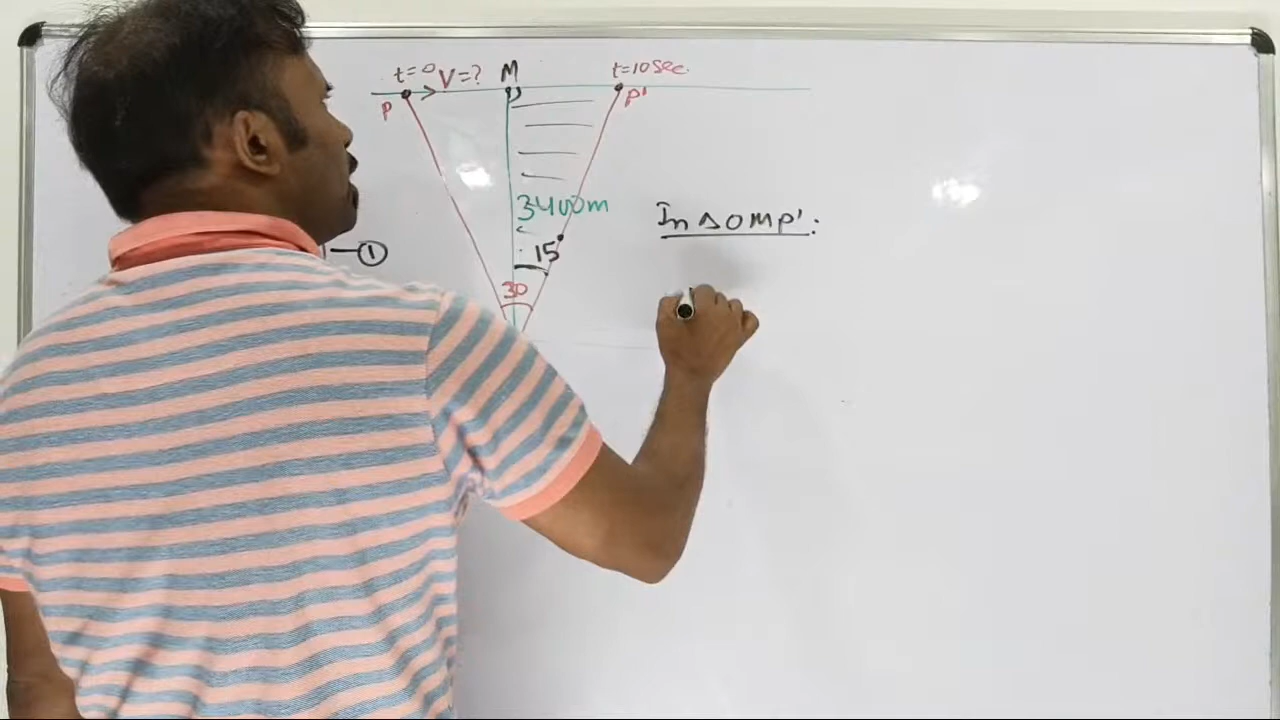 t=0 V=? M t=10sec.
P P'
3400m
In △OMP':
15
—①
30